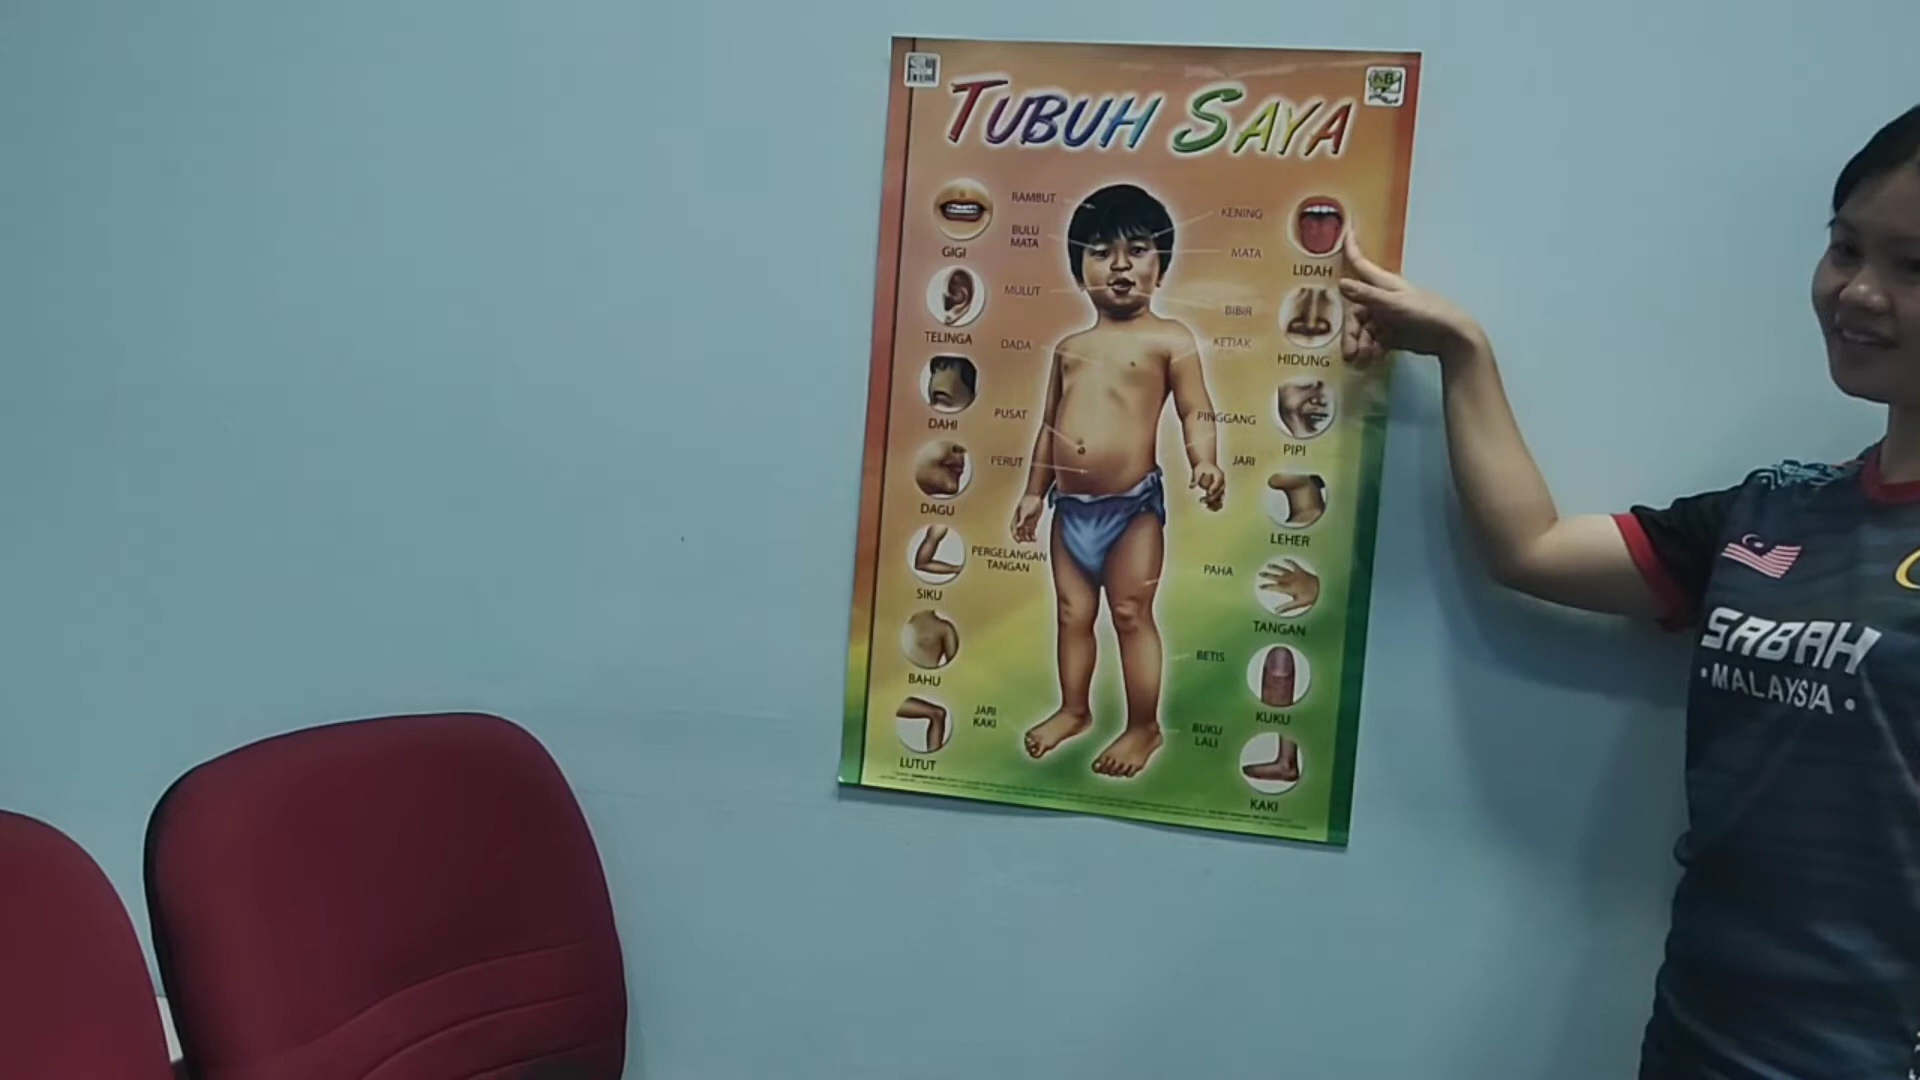 TUBUH SAYA
GIGI
RAMBUT
KENING
LIDAH
BULU
MATA
MATA
TELINGA
MULUT
BIBIR
HIDUNG
DADA
KETIAK
DAHI
PUSAT
PINGGANG
PIPI
DAGU
PERUT
JARI
LEHER
SIKU
PERGELANGAN
TANGAN
PAHA
TANGAN
BAHU
BETIS
KUKU
LUTUT
JARI
KAKI
BUKU
LALI
KAKI
SABAH
•MALAYSIA•